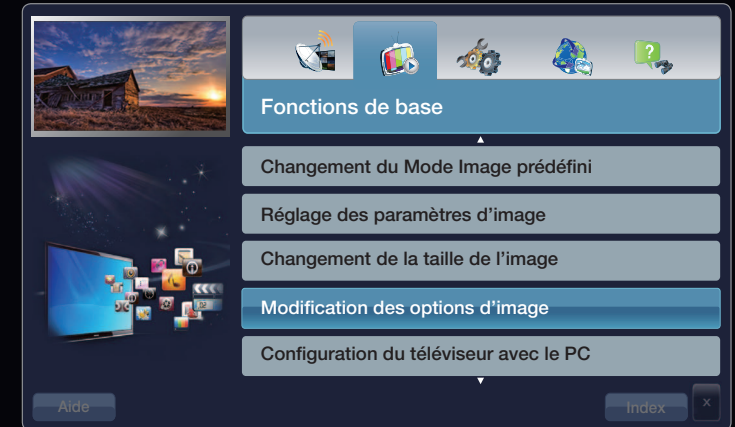 Fonctions de base
Changement du Mode Image prédéfini
Réglage des paramètres d’image
Changement de la taille de l’image
Modification des options d’image
Configuration du téléviseur avec le PC
Aide
Index
x